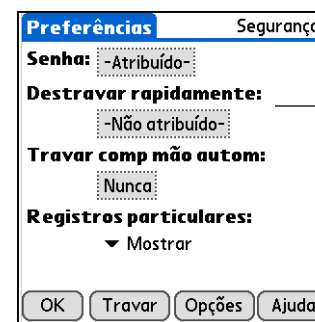 Preferências Segurança
Senha: -Atribuído-
Destravar rapidamente:
-Não atribuído-
Travar comp mão autom:
Nunca
Registros particulares:
Mostrar
OK Travar Opções Ajuda